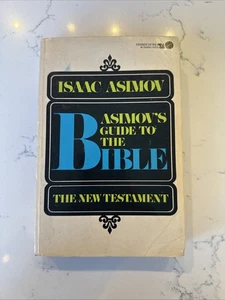 ISAAC ASIMOV
ASIMOV'S
GUIDE TO
THE
BIBLE
THE NEW TESTAMENT